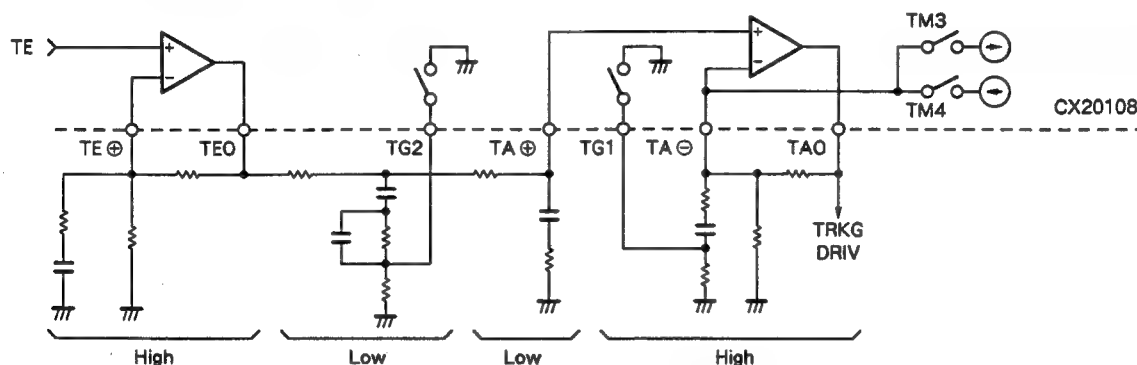 TM3
TE
TM4
CX20108
TE ⊕
TEO
TG2
TA ⊕
TG1
TA ⊖
TAO
TRKG
DRIV
High
Low
Low
High